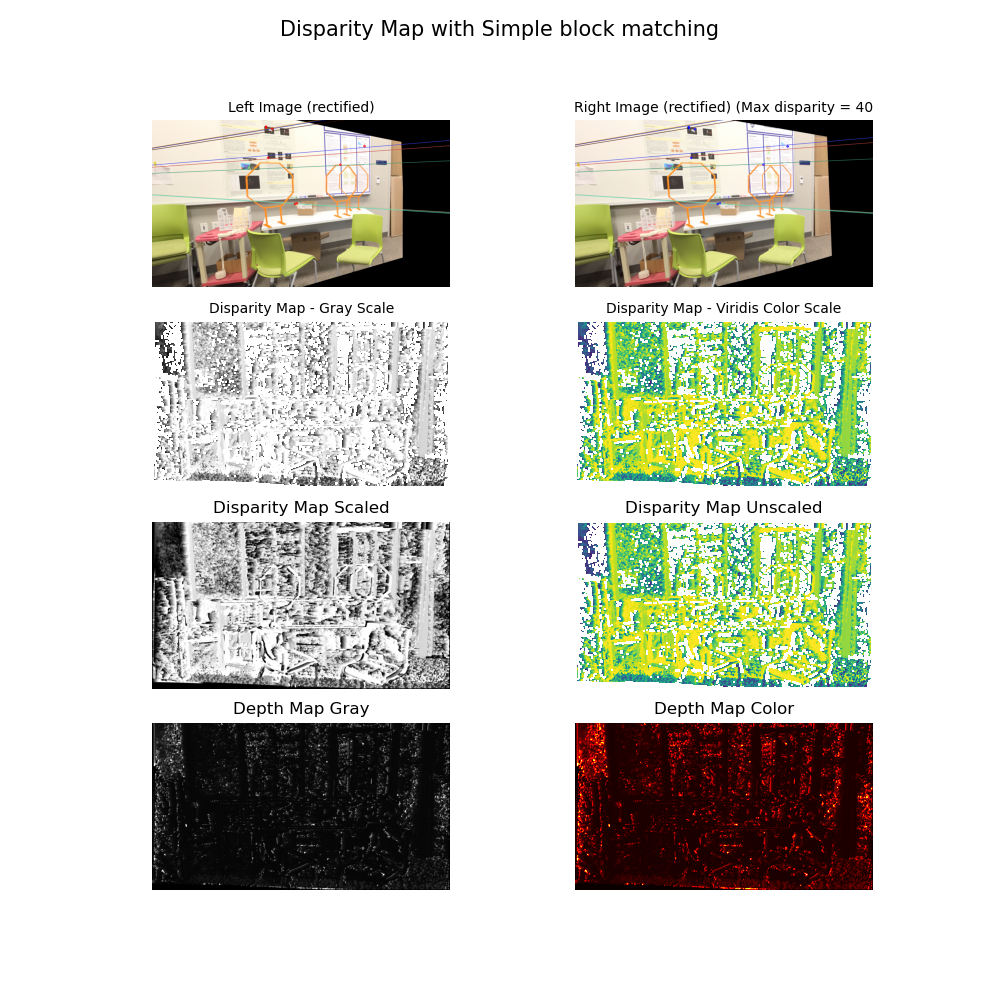 Disparity Map with Simple block matching
Left Image (rectified)
Right Image (rectified) (Max disparity = 40
Disparity Map - Gray Scale
Disparity Map - Viridis Color Scale
Disparity Map Scaled
Disparity Map Unscaled
Depth Map Gray
Depth Map Color